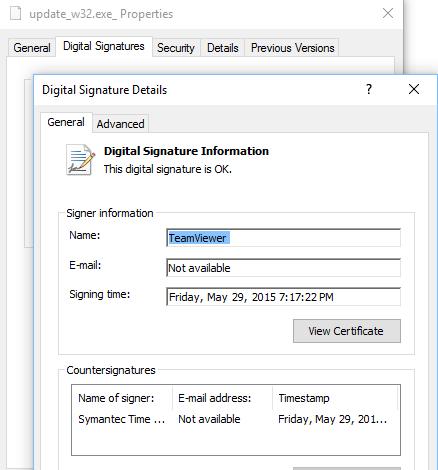 update_w32.exe_ Properties
General Digital Signatures Security Details Previous Versions
Digital Signature Details ?
General Advanced
Digital Signature Information
This digital signature is OK.
Signer information
Name: TeamViewer
E-mail: Not available
Signing time: Friday, May 29, 2015 7:17:22 PM
View Certificate
Countersignatures
Name of signer: E-mail address: Timestamp
Symantec Time ... Not available Friday, May 29, 201...